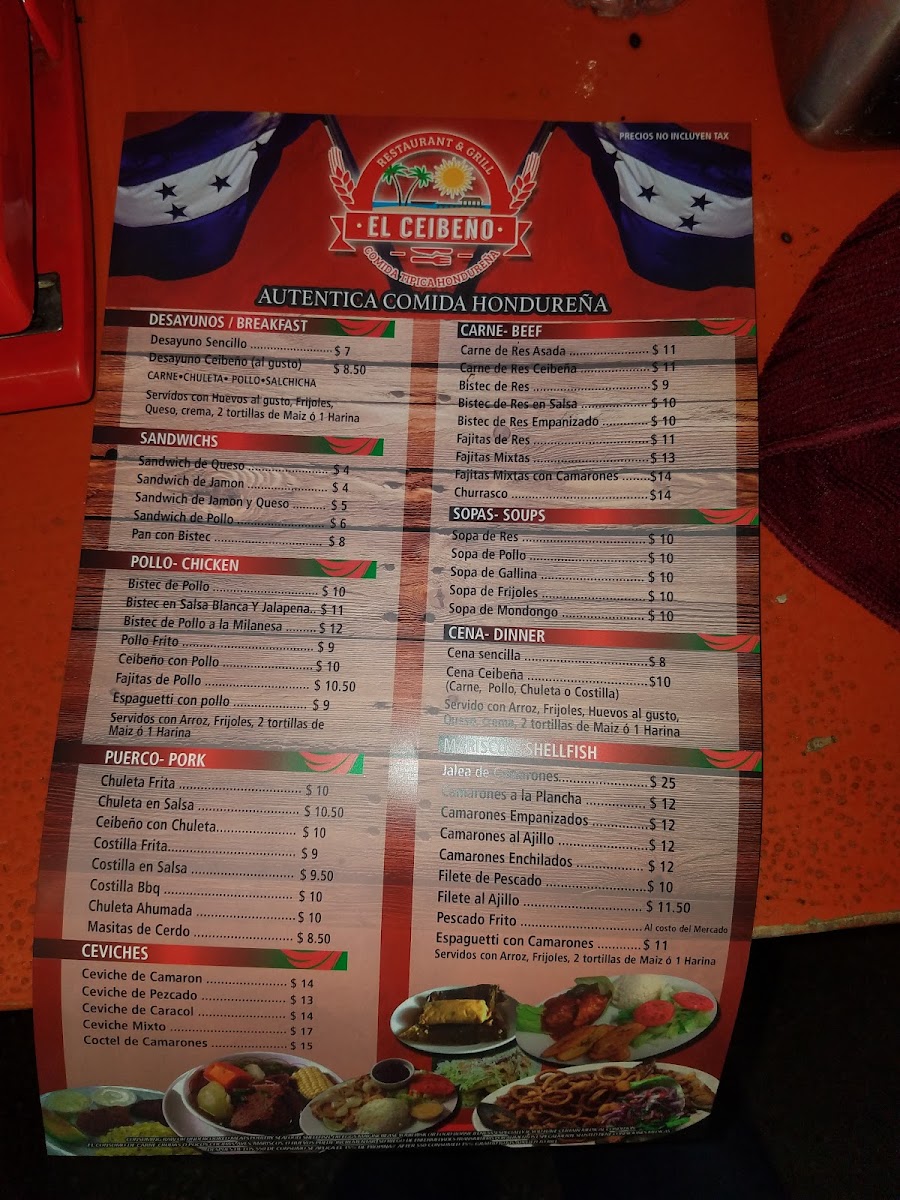 PRECIOS NO INCLUYEN TAX
RESTAURANT & GRILL
EL CEIBEÑO
COMIDA TIPICA HONDUREÑA
AUTENTICA COMIDA HONDUREÑA
DESAYUNOS / BREAKFAST
Desayuno Sencillo ........................ $ 7
Desayuno Ceibeño (al gusto) $ 8.50
CARNE•CHULETA• POLLO•SALCHICHA
Servidos con Huevos al gusto, Frijoles,
Queso, crema, 2 tortillas de Maiz ó 1 Harina
SANDWICHS
Sandwich de Queso ........................ $ 4
Sandwich de Jamon ........................ $ 4
Sandwich de Jamon y Queso .......... $ 5
Sandwich de Pollo ........................ $ 6
Pan con Bistec ........................ $ 8
POLLO- CHICKEN
Bistec de Pollo ........................ $ 10
Bistec en Salsa Blanca Y Jalapena.. $ 11
Bistec de Pollo a la Milanesa ........ $ 12
Pollo Frito ........................ $ 9
Ceibeño con Pollo ........................ $ 10
Fajitas de Pollo ........................ $ 10.50
Espaguetti con pollo .................... $ 9
Servidos con Arroz, Frijoles, 2 tortillas de
Maiz ó 1 Harina
PUERCO- PORK
Chuleta Frita ........................ $ 10
Chuleta en Salsa ........................ $ 10.50
Ceibeño con Chuleta.................... $ 10
Costilla Frita........................ $ 9
Costilla en Salsa ........................ $ 9.50
Costilla Bbq ........................ $ 10
Chuleta Ahumada ........................ $ 10
Masitas de Cerdo ........................ $ 8.50
CEVICHES
Ceviche de Camaron .................... $ 14
Ceviche de Pezcado .................... $ 13
Ceviche de Caracol .................... $ 14
Ceviche Mixto ........................ $ 17
Coctel de Camarones .................... $ 15
CARNE- BEEF
Carne de Res Asada .................... $ 11
Carne de Res Ceibeña .................... $ 11
Bistec de Res ........................ $ 9
Bistec de Res en Salsa .................... $ 10
Bistec de Res Empanizado ............ $ 10
Fajitas de Res ........................ $ 11
Fajitas Mixtas ........................ $ 13
Fajitas Mixtas con Camarones .......$14
Churrasco ........................$14
SOPAS- SOUPS
Sopa de Res ........................ $ 10
Sopa de Pollo ........................ $ 10
Sopa de Gallina ........................ $ 10
Sopa de Frijoles ........................ $ 10
Sopa de Mondongo ........................ $ 10
CENA- DINNER
Cena sencilla ........................ $ 8
Cena Ceibeña ........................$10
(Carne, Pollo, Chuleta o Costilla)
Servido con Arroz, Frijoles, Huevos al gusto,
Queso, crema, 2 tortillas de Maiz ó 1 Harina
MARISCOS- SHELLFISH
Jalea de Camarones.................... $ 25
Camarones a la Plancha ............ $ 12
Camarones Empanizados ............ $ 12
Camarones al Ajillo .................... $ 12
Camarones Enchilados ................ $ 12
Filete de Pescado ........................ $ 10
Filete al Ajillo ........................ $ 11.50
Pescado Frito ........................ Al costo del Mercado
Espaguetti con Camarones ........... $ 11
Servidos con Arroz, Frijoles, 2 tortillas de Maiz ó 1 Harina